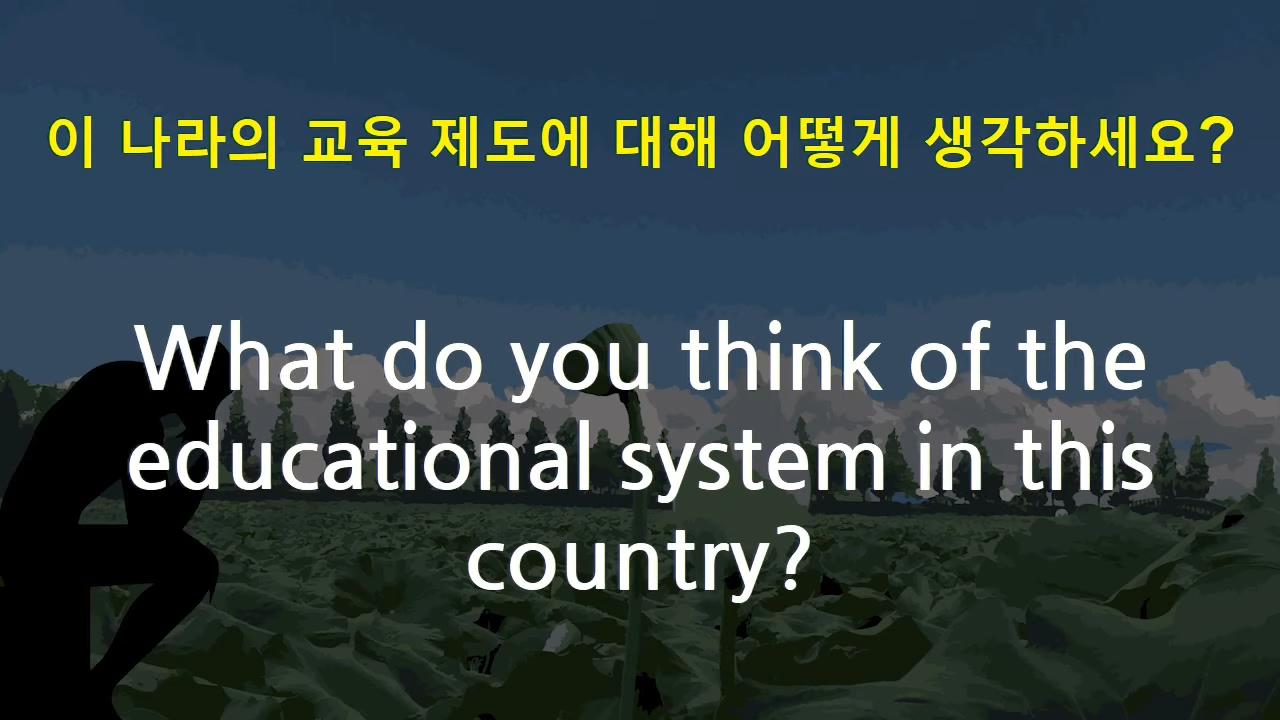 이 나라의 교육 제도에 대해 어떻게 생각하세요?
What do you think of the
educational system in this
country?